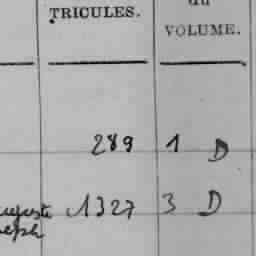 du
TRICULES.
VOLUME.
289 1 D
1327 3 D